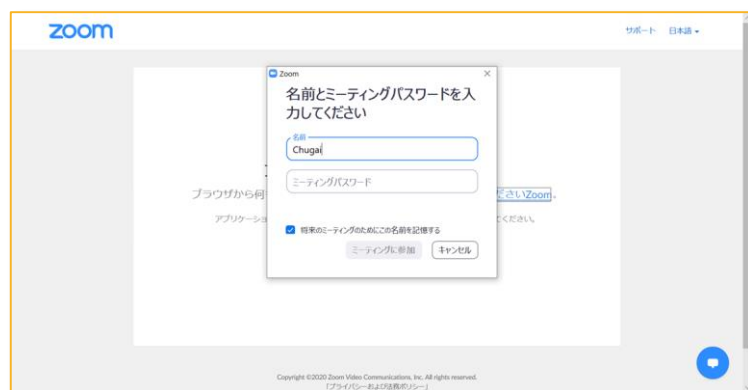 zoom
サポート 日本語
Zoom
名前とミーティングパスワードを入
力してください
名前
Chugai
ミーティングパスワード
ブラウザから何
ださいZoom。
アプリケーショ
てください。
将来のミーティングのためにこの名前を記憶する
ミーティングに参加 キャンセル
Copyright ©2020 Zoom Video Communications, Inc. All rights reserved.
「プライバシーおよび法務ポリシー」